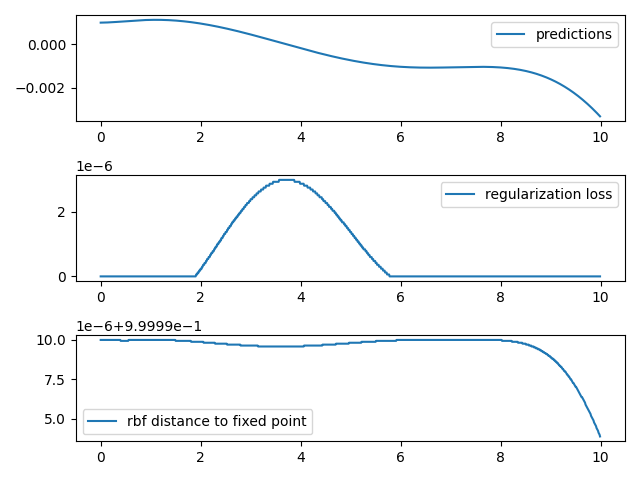 0.000
−0.002
predictions
0 2 4 6 8 10
1e−6
2
0
regularization loss
0 2 4 6 8 10
1e−6+9.9999e−1
10.0
7.5
5.0
rbf distance to fixed point
0 2 4 6 8 10